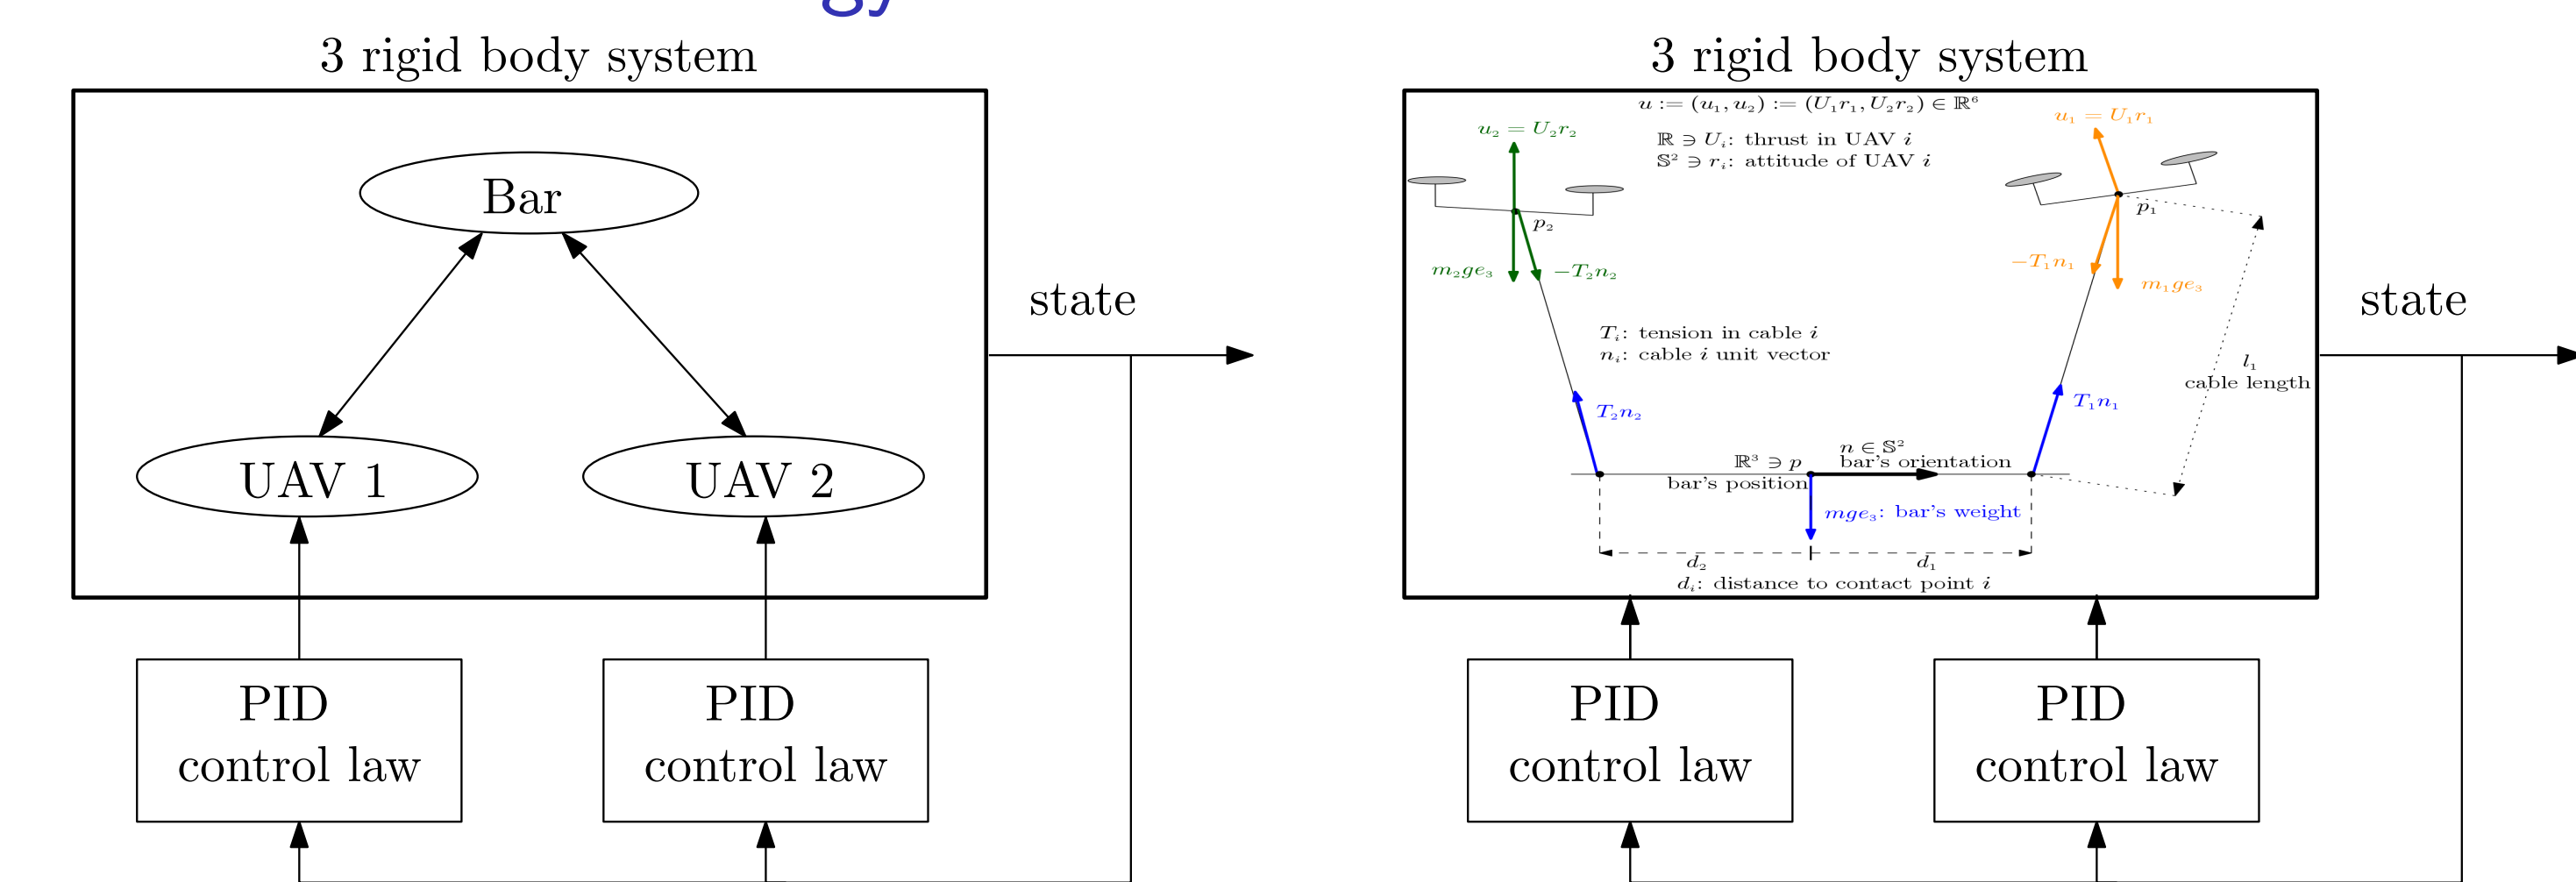 3 rigid body system
Bar
UAV 1
UAV 2
state
PID
control law
PID
control law
3 rigid body system
u := (u₁, u₂) := (U₁r₁, U₂r₂) ∈ ℝ⁶
ℝ ∋ Uᵢ: thrust in UAV i
𝕊² ∋ rᵢ: attitude of UAV i
u₂ = U₂r₂
u₁ = U₁r₁
p₂
p₁
m₂ge₃
−T₂n₂
−T₁n₁
m₁ge₃
Tᵢ: tension in cable i
nᵢ: cable i unit vector
l₁
cable length
T₂n₂
T₁n₁
ℝ³ ∋ p
bar's position
n ∈ 𝕊²
bar's orientation
mge₃: bar's weight
d₂
d₁
dᵢ: distance to contact point i
state
PID
control law
PID
control law